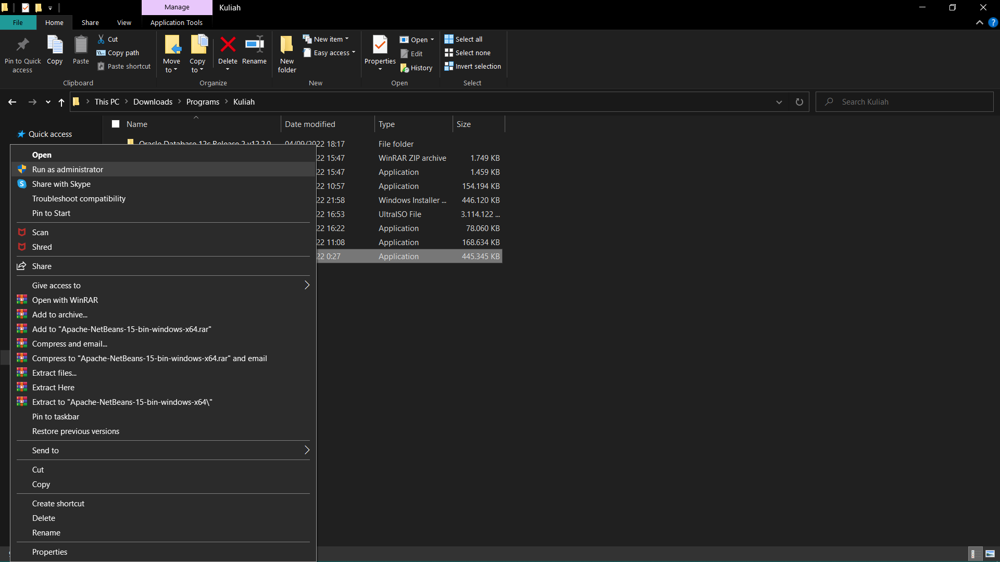 Manage
Kuliah
File
Home
Share
View
Application Tools
Pin to Quick access
Copy
Paste
Cut
Copy path
Paste shortcut
Clipboard
Move to
Copy to
Delete
Rename
Organize
New folder
New item
Easy access
New
Properties
Open
Edit
History
Open
Select all
Select none
Invert selection
Select
This PC
Downloads
Programs
Kuliah
Search Kuliah
Quick access
Name
Date modified
Type
Size
Oracle Database 12c Release 2 v12.2.0 04/09/2022 18:17 File folder
22 15:47 WinRAR ZIP archive 1.749 KB
22 15:47 Application 1.459 KB
22 10:57 Application 154.194 KB
22 21:58 Windows Installer ... 446.120 KB
22 16:53 UltraISO File 3.114.122 ...
22 16:22 Application 78.060 KB
22 11:08 Application 168.634 KB
22 0:27 Application 445.345 KB
Open
Run as administrator
Share with Skype
Troubleshoot compatibility
Pin to Start
Scan
Shred
Share
Give access to
Open with WinRAR
Add to archive...
Add to "Apache-NetBeans-15-bin-windows-x64.rar"
Compress and email...
Compress to "Apache-NetBeans-15-bin-windows-x64.rar" and email
Extract files...
Extract Here
Extract to "Apache-NetBeans-15-bin-windows-x64\"
Pin to taskbar
Restore previous versions
Send to
Cut
Copy
Create shortcut
Delete
Rename
Properties